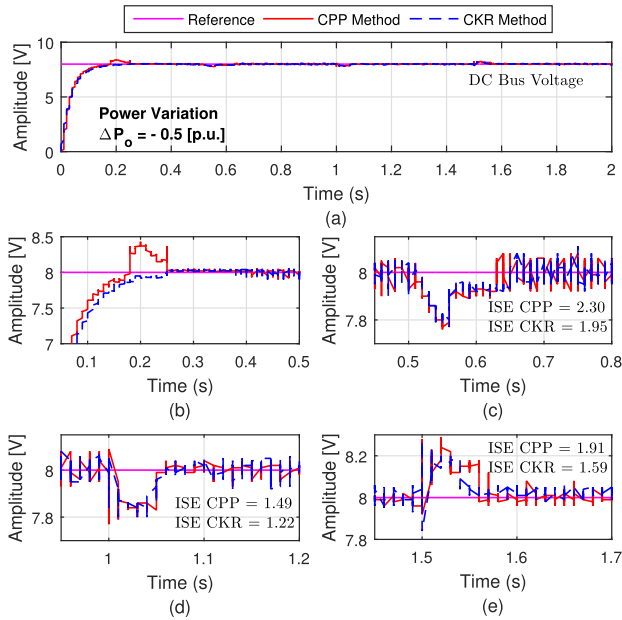 Reference CPP Method CKR Method
Amplitude [V]
10
5
0
DC Bus Voltage
Power Variation
ΔPo = - 0.5 [p.u.]
0 0.2 0.4 0.6 0.8 1 1.2 1.4 1.6 1.8 2
Time (s)
(a)
Amplitude [V]
8.5
8
7.5
7
0.1 0.2 0.3 0.4 0.5
Time (s)
(b)
Amplitude [V]
8
7.8
ISE CPP = 2.30
ISE CKR = 1.95
0.5 0.6 0.7 0.8
Time (s)
(c)
Amplitude [V]
8
7.8
ISE CPP = 1.49
ISE CKR = 1.22
1 1.1 1.2
Time (s)
(d)
Amplitude [V]
8.2
8
7.8
ISE CPP = 1.91
ISE CKR = 1.59
1.5 1.6 1.7
Time (s)
(e)